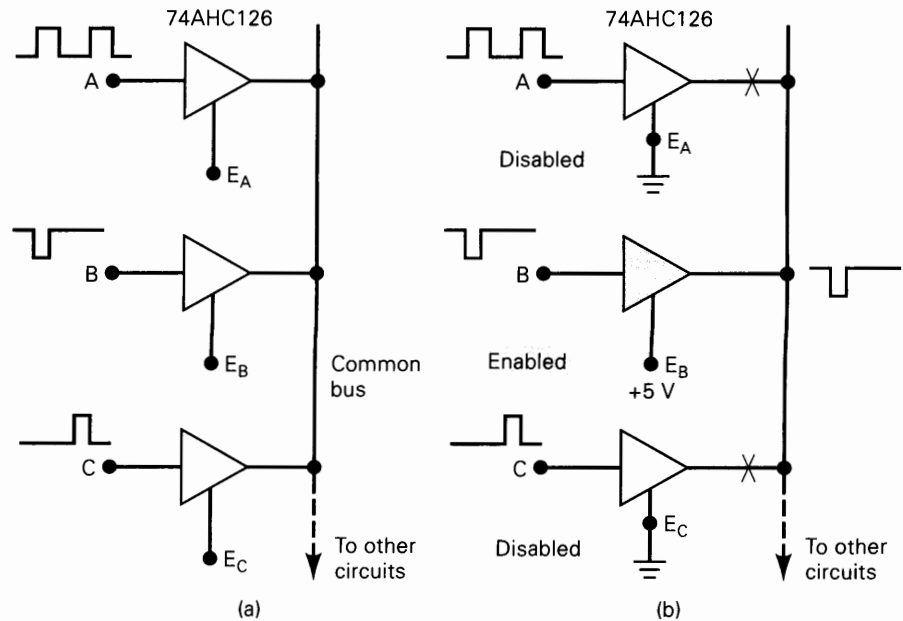 74AHC126
A
E_A
B
E_B
Common
bus
C
E_C
To other
circuits
(a)
74AHC126
A
E_A
Disabled
B
Enabled
E_B
+5 V
C
E_C
Disabled
To other
circuits
(b)